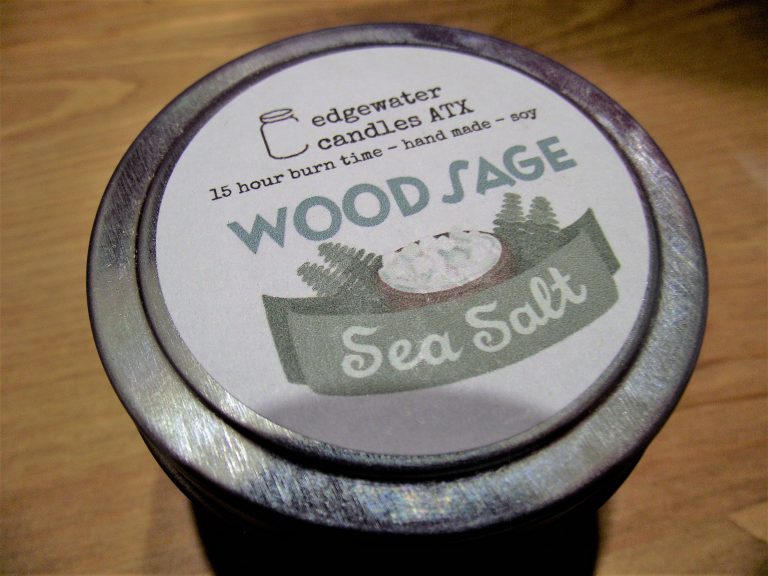 edgewater
candles ATX
15 hour burn time - hand made - soy
WOOD SAGE
Sea Salt